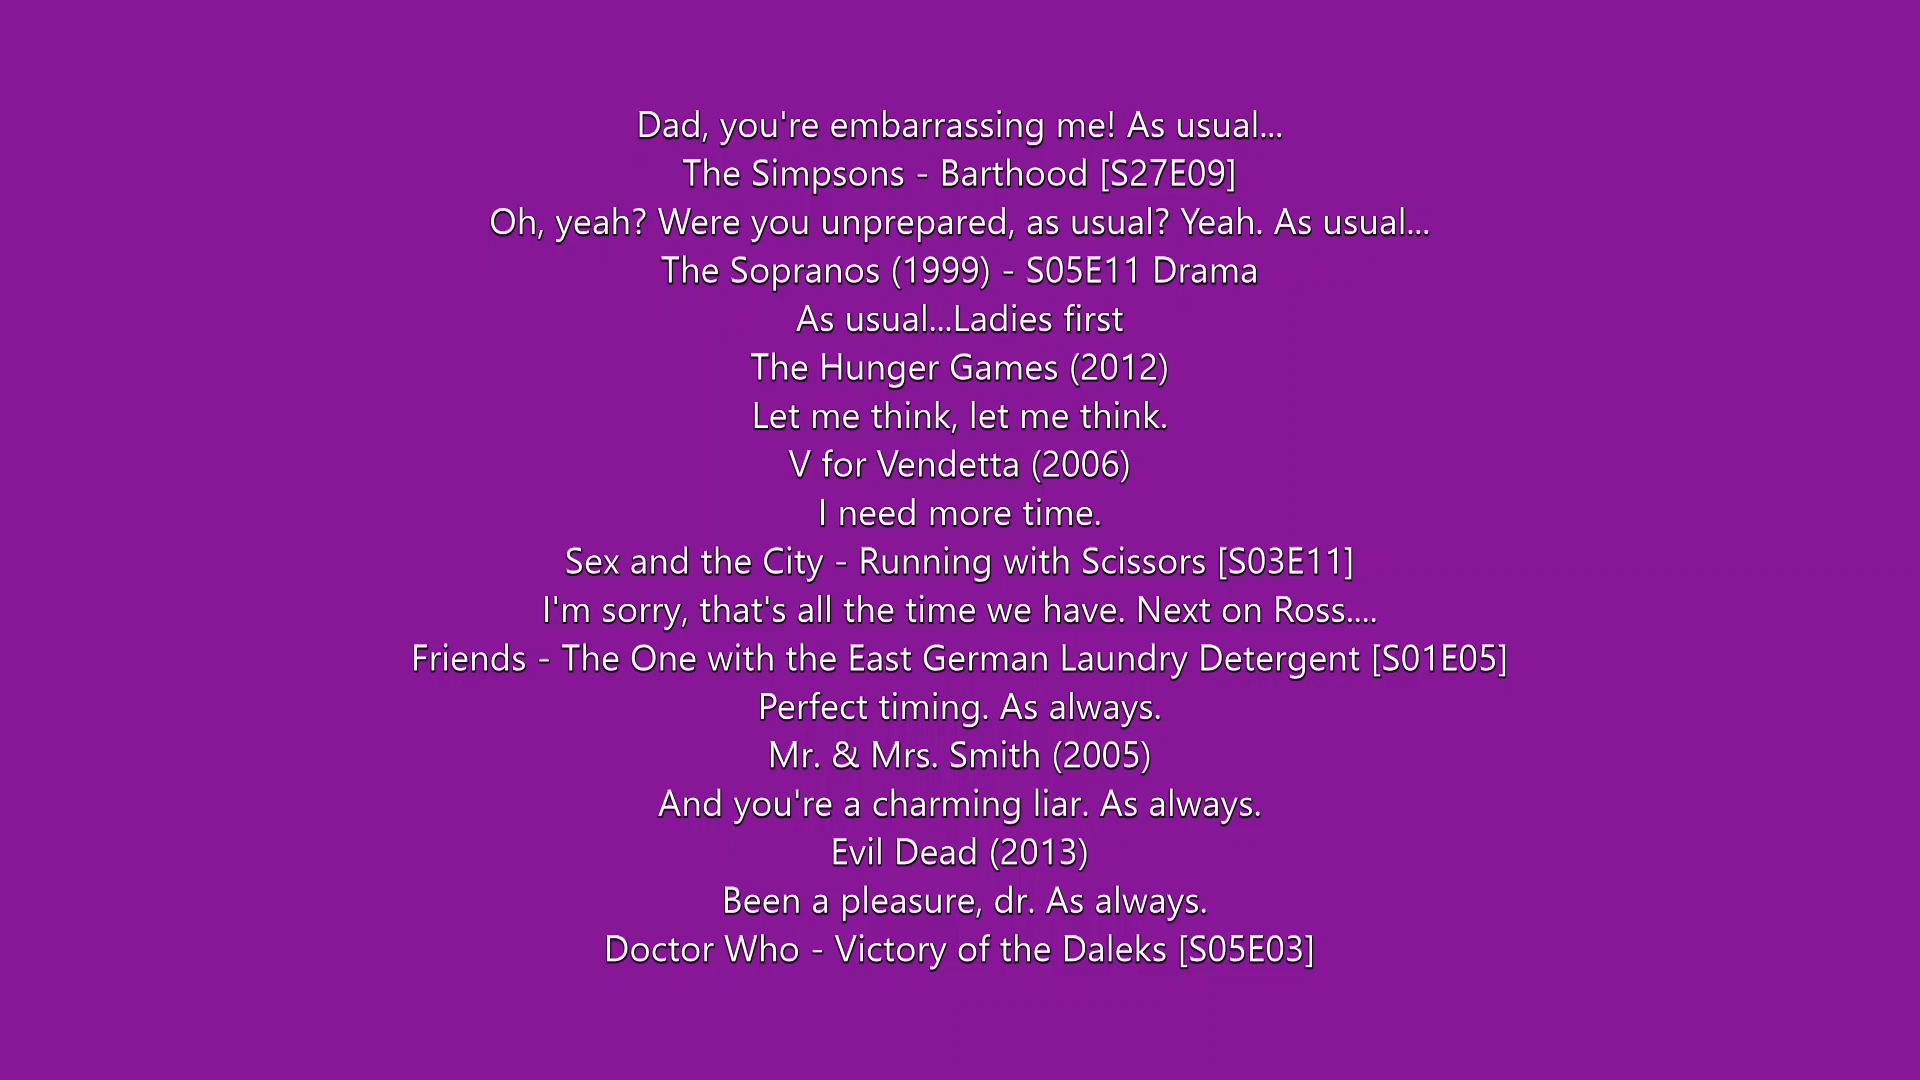 Dad, you're embarrassing me! As usual...
The Simpsons - Barthood [S27E09]
Oh, yeah? Were you unprepared, as usual? Yeah. As usual...
The Sopranos (1999) - S05E11 Drama
As usual...Ladies first
The Hunger Games (2012)
Let me think, let me think.
V for Vendetta (2006)
I need more time.
Sex and the City - Running with Scissors [S03E11]
I'm sorry, that's all the time we have. Next on Ross....
Friends - The One with the East German Laundry Detergent [S01E05]
Perfect timing. As always.
Mr. & Mrs. Smith (2005)
And you're a charming liar. As always.
Evil Dead (2013)
Been a pleasure, dr. As always.
Doctor Who - Victory of the Daleks [S05E03]